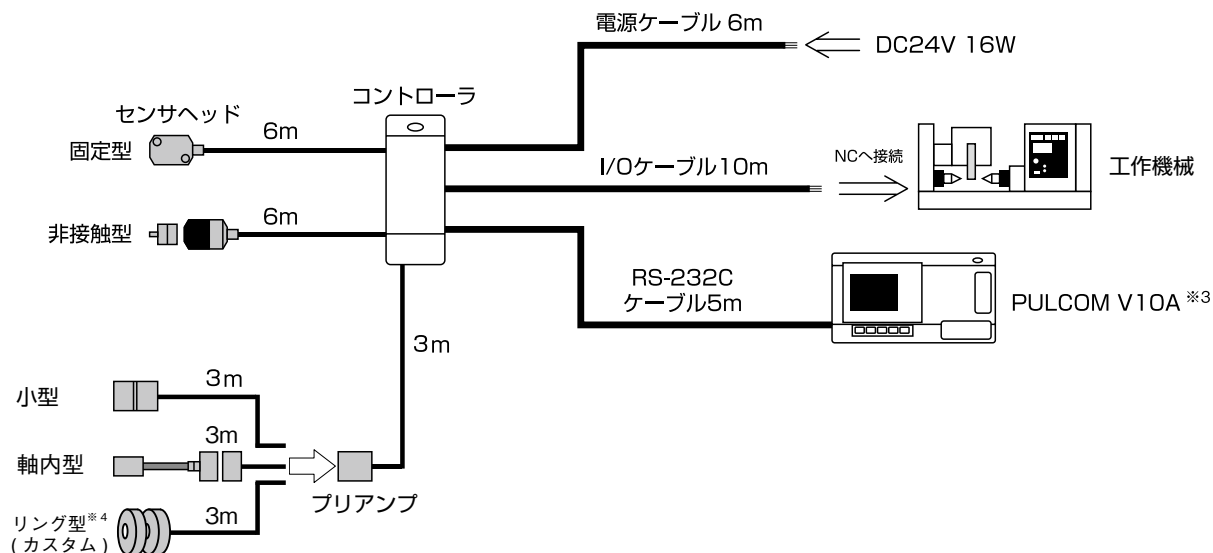 電源ケーブル 6m
DC24V 16W
コントローラ
センサヘッド
固定型
6m
NCへ接続
I/Oケーブル10m
工作機械
非接触型
6m
RS-232C
ケーブル5m
PULCOM V10A ※3
3m
小型
3m
軸内型
3m
プリアンプ
リング型※4
(カスタム)
3m